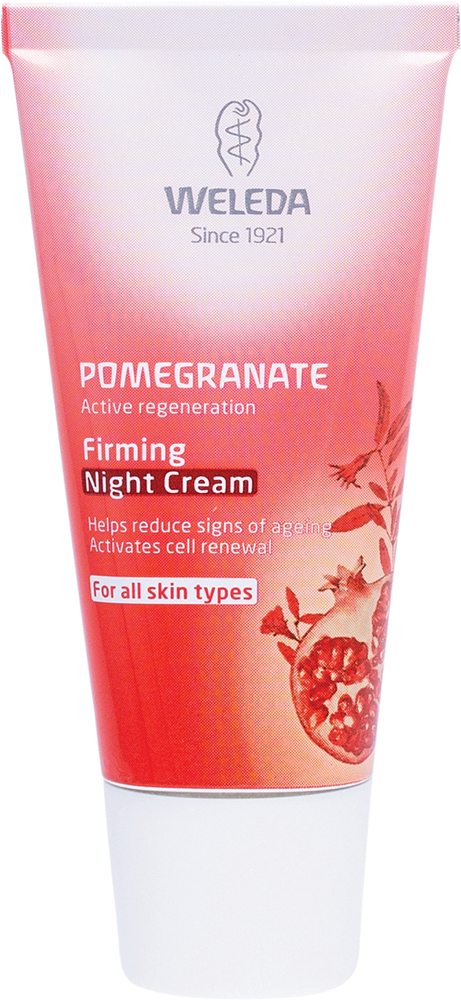 WELEDA
Since 1921
POMEGRANATE
Active regeneration
Firming
Night Cream
Helps reduce signs of ageing
Activates cell renewal
For all skin types